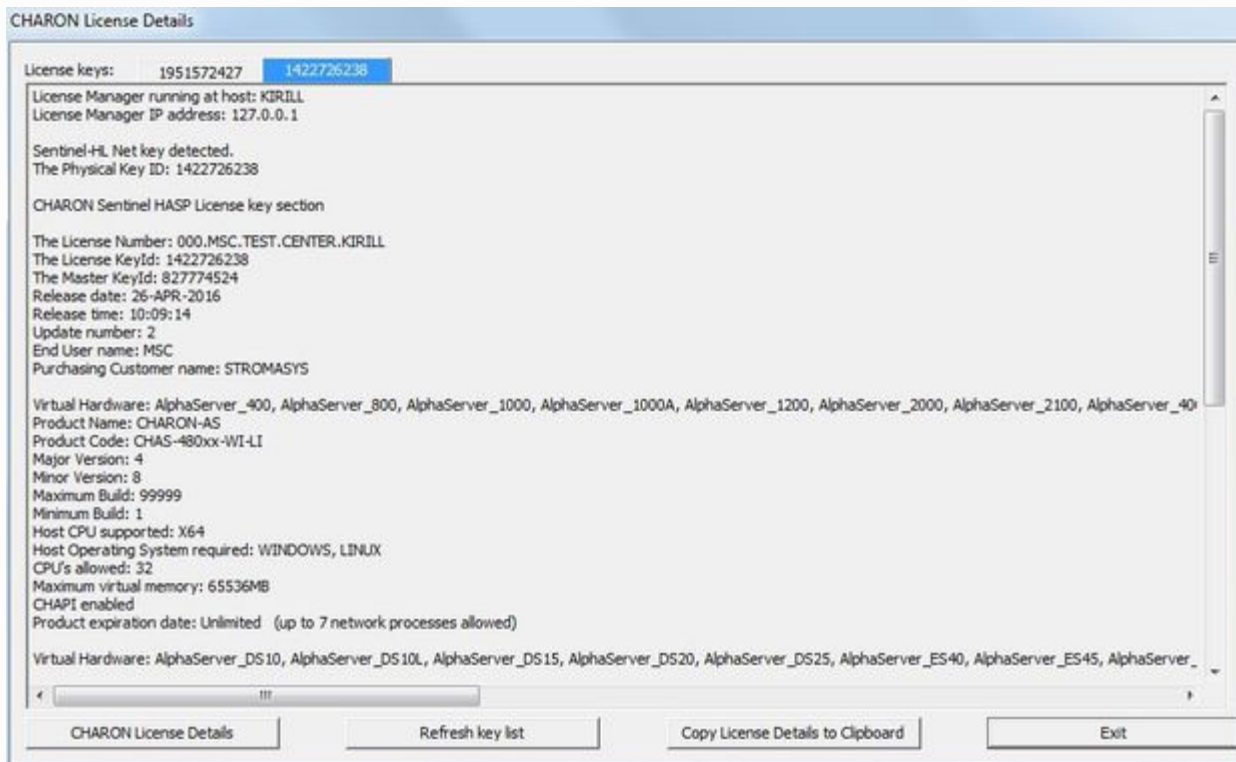 CHARON License Details
License keys: 1951572427 1422726238
License Manager running at host: KIRILL
License Manager IP address: 127.0.0.1
Sentinel-HL Net key detected.
The Physical Key ID: 1422726238
CHARON Sentinel HASP License key section
The License Number: 000.MSC.TEST.CENTER.KIRILL
The License KeyId: 1422726238
The Master KeyId: 827774524
Release date: 26-APR-2016
Release time: 10:09:14
Update number: 2
End User name: MSC
Purchasing Customer name: STROMASYS
Virtual Hardware: AlphaServer_400, AlphaServer_800, AlphaServer_1000, AlphaServer_1000A, AlphaServer_1200, AlphaServer_2000, AlphaServer_2100, AlphaServer_40
Product Name: CHARON-AS
Product Code: CHAS-480xx-WI-LI
Major Version: 4
Minor Version: 8
Maximum Build: 99999
Minimum Build: 1
Host CPU supported: X64
Host Operating System required: WINDOWS, LINUX
CPU's allowed: 32
Maximum virtual memory: 65536MB
CHAPI enabled
Product expiration date: Unlimited (up to 7 network processes allowed)
Virtual Hardware: AlphaServer_DS10, AlphaServer_DS10L, AlphaServer_DS15, AlphaServer_DS20, AlphaServer_DS25, AlphaServer_ES40, AlphaServer_ES45, AlphaServer_
CHARON License Details Refresh key list Copy License Details to Clipboard Exit